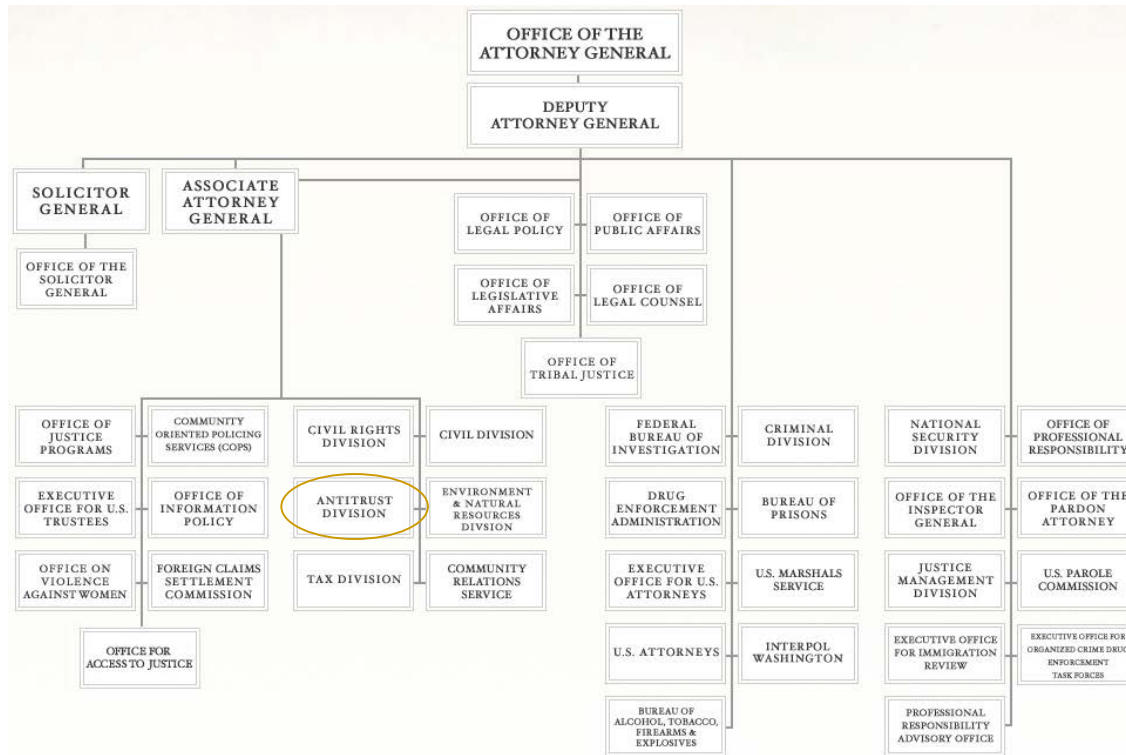 OFFICE OF THE
ATTORNEY GENERAL
DEPUTY
ATTORNEY GENERAL
SOLICITOR
GENERAL
ASSOCIATE
ATTORNEY
GENERAL
OFFICE OF THE
SOLICITOR
GENERAL
OFFICE OF
LEGAL POLICY
OFFICE OF
PUBLIC AFFAIRS
OFFICE OF
LEGISLATIVE
AFFAIRS
OFFICE OF
LEGAL COUNSEL
OFFICE OF
TRIBAL JUSTICE
OFFICE OF
JUSTICE
PROGRAMS
COMMUNITY
ORIENTED POLICING
SERVICES (COPS)
CIVIL RIGHTS
DIVISION
CIVIL DIVISION
FEDERAL
BUREAU OF
INVESTIGATION
CRIMINAL
DIVISION
NATIONAL
SECURITY
DIVISION
OFFICE OF
PROFESSIONAL
RESPONSIBILITY
EXECUTIVE
OFFICE FOR U.S.
TRUSTEES
OFFICE OF
INFORMATION
POLICY
ANTITRUST
DIVISION
ENVIRONMENT
& NATURAL
RESOURCES
DIVSION
DRUG
ENFORCEMENT
ADMINISTRATION
BUREAU OF
PRISONS
OFFICE OF THE
INSPECTOR
GENERAL
OFFICE OF THE
PARDON
ATTORNEY
OFFICE ON
VIOLENCE
AGAINST WOMEN
FOREIGN CLAIMS
SETTLEMENT
COMMISSION
TAX DIVISION
COMMUNITY
RELATIONS
SERVICE
EXECUTIVE
OFFICE FOR U.S.
ATTORNEYS
U.S. MARSHALS
SERVICE
JUSTICE
MANAGEMENT
DIVISION
U.S. PAROLE
COMMISSION
OFFICE FOR
ACCESS TO JUSTICE
U.S. ATTORNEYS
INTERPOL
WASHINGTON
EXECUTIVE OFFICE
FOR IMMIGRATION
REVIEW
EXECUTIVE OFFICE FOR
ORGANIZED CRIME DRUG
ENFORCEMENT
TASK FORCES
BUREAU OF
ALCOHOL, TOBACCO,
FIREARMS &
EXPLOSIVES
PROFESSIONAL
RESPONSIBILITY
ADVISORY OFFICE